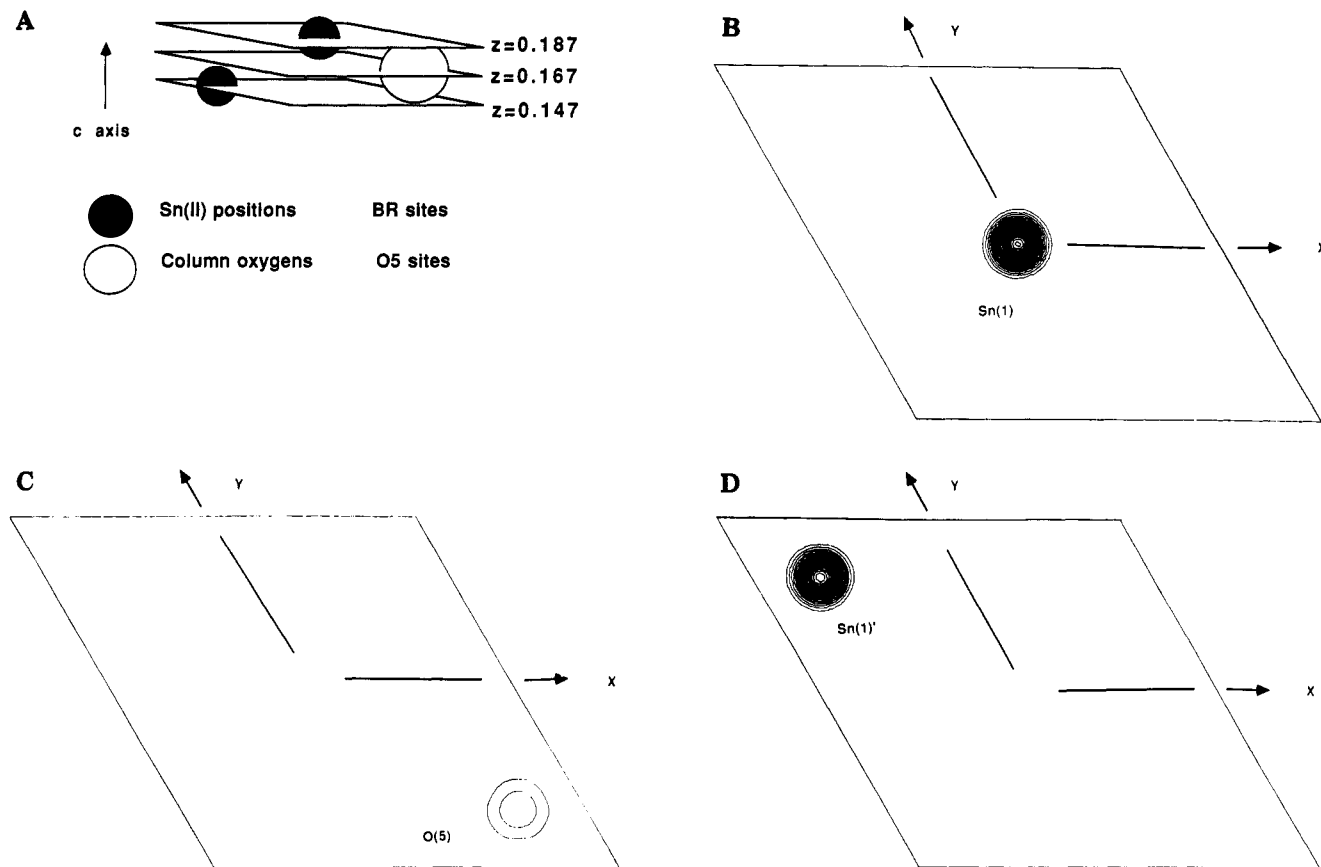 A
z=0.187
z=0.167
z=0.147
c axis
Sn(II) positions BR sites
Column oxygens O5 sites
B
Y
X
Sn(1)
C
Y
X
O(5)
D
Y
Sn(1)'
X